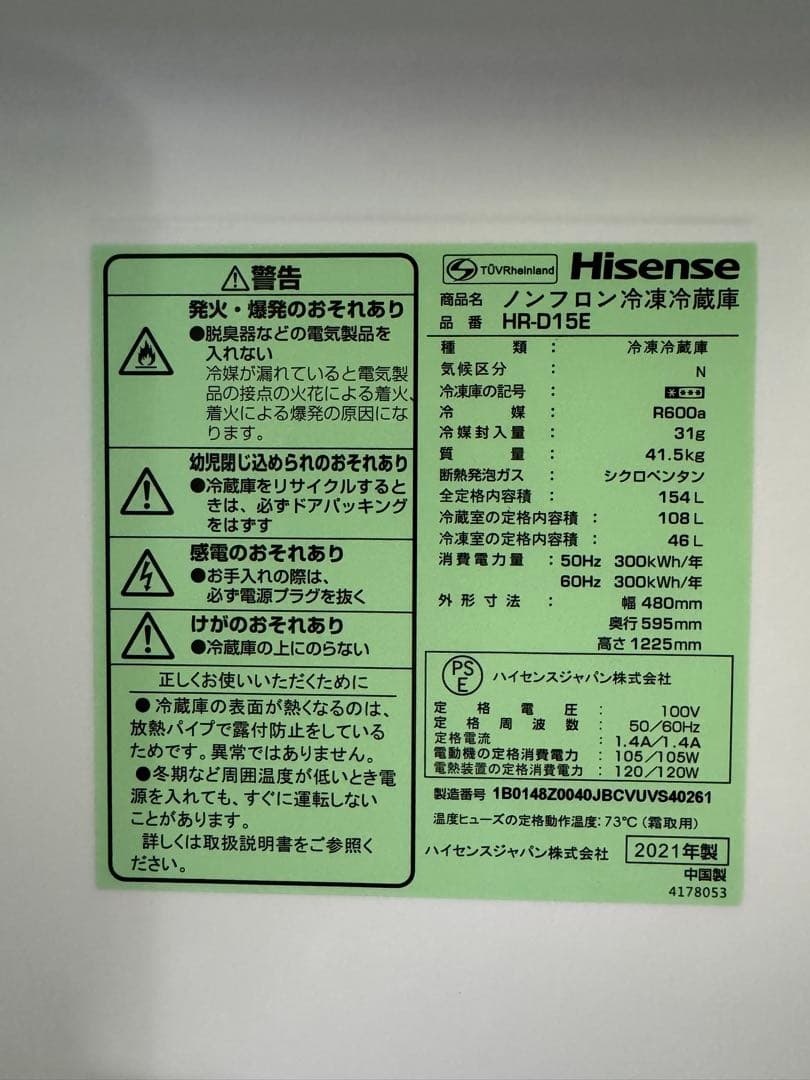 警告
発火・爆発のおそれあり
●脱臭器などの電気製品を
入れない
冷媒が漏れていると電気製
品の接点の火花による着火、
着火による爆発の原因にな
ります。
幼児閉じ込められのおそれあり
●冷蔵庫をリサイクルすると
きは、必ずドアパッキング
をはずす
感電のおそれあり
●お手入れの際は、
必ず電源プラグを抜く
けがのおそれあり
●冷蔵庫の上にのらない
正しくお使いいただくために
●冷蔵庫の表面が熱くなるのは、
放熱パイプで露付防止をしている
ためです。異常ではありません。
●冬期など周囲温度が低いとき電
源を入れても、すぐに運転しない
ことがあります。
詳しくは取扱説明書をご参照く
ださい。
TÜVRheinland Hisense
商品名 ノンフロン冷凍冷蔵庫
品番 HR-D15E
種類 : 冷凍冷蔵庫
気候区分 : N
冷凍庫の記号 : ****
冷媒 : R600a
冷媒封入量 : 31g
質量 : 41.5kg
断熱発泡ガス : シクロペンタン
全定格内容積 : 154L
冷蔵室の定格内容積 : 108L
冷凍室の定格内容積 : 46L
消費電力量 : 50Hz 300kWh/年
60Hz 300kWh/年
外形寸法 : 幅480mm
奥行595mm
高さ1225mm
PSE ハイセンスジャパン株式会社
定格電圧 : 100V
定格周波数 : 50/60Hz
定格電流 : 1.4A/1.4A
電動機の定格消費電力 : 105/105W
電熱装置の定格消費電力 : 120/120W
製造番号 1B0148Z0040JBCVUVS40261
温度ヒューズの定格動作温度:73℃(霜取用)
ハイセンスジャパン株式会社 2021年製
中国製
4178053